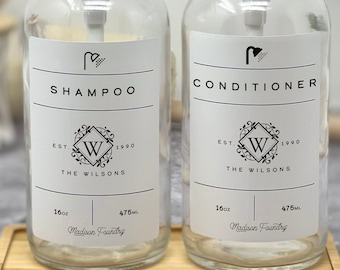 SHAMPOO
EST. W 1990
THE WILSONS
16oz 475ML
Madison Foundry
CONDITIONER
EST. W 1990
THE WILSONS
16oz 475ML
Madison Foundry